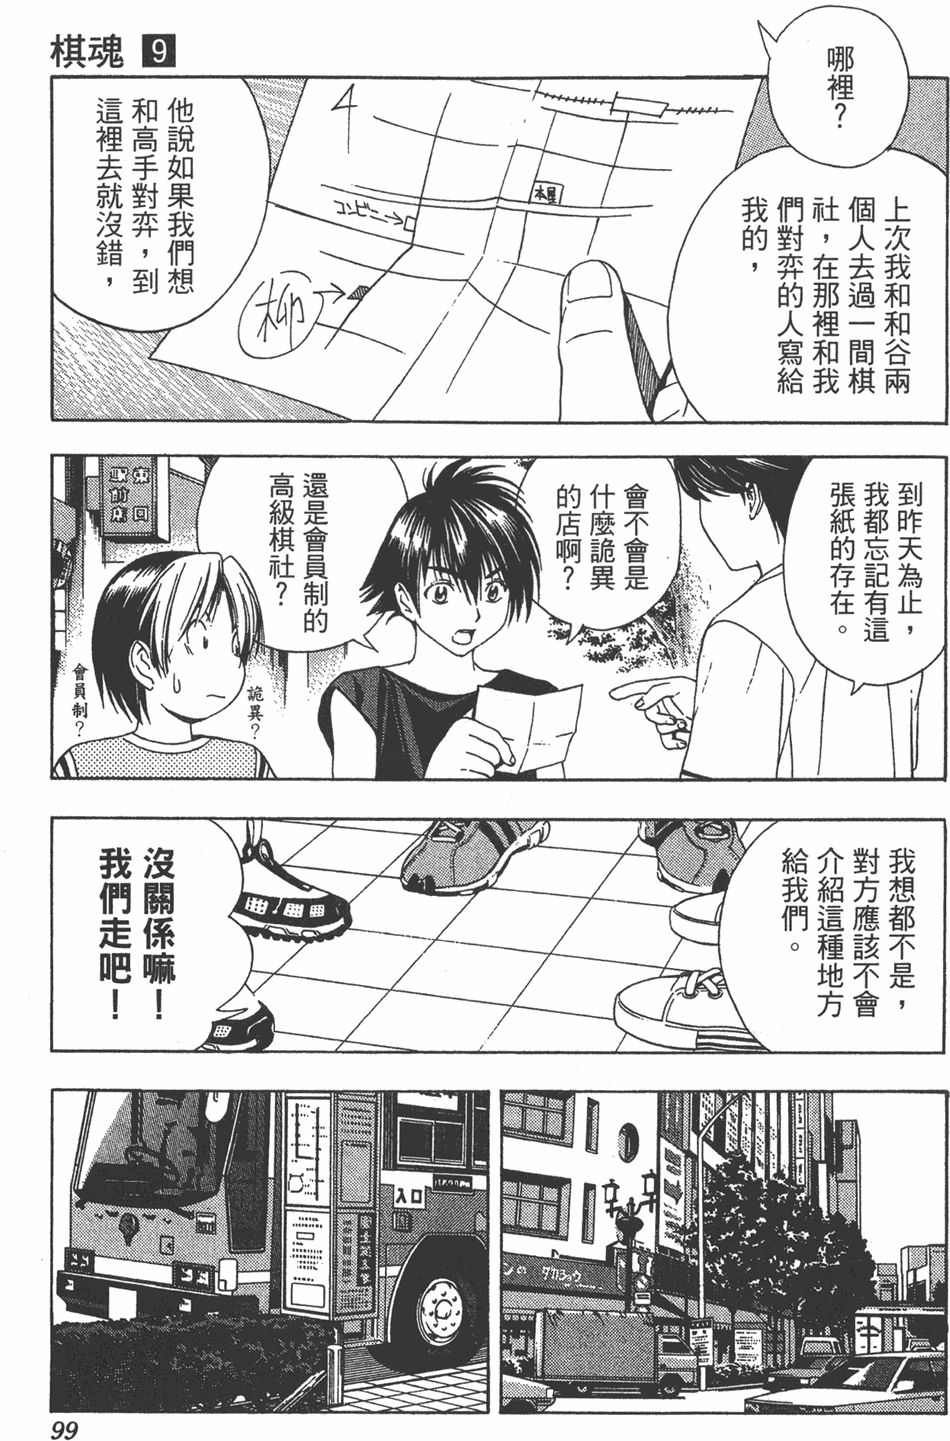 棋魂 9
哪裡？
上次我和和谷兩
個人去過一間棋
社，在那裡和我
們對弈的人寫給
我的，
4
本屋
コンビニ
柳
他說如果我們想
和高手對弈，到
這裡去就沒錯，
到昨天為止，
我都忘記有這
張紙的存在。
會不會是
什麼詭異
的店啊？
還是會員制的
高級棋社？
詭異？
會員制？
我想都不是，
對方應該不會
介紹這種地方
給我們。
沒關係嘛！
我們走吧！
入口
99